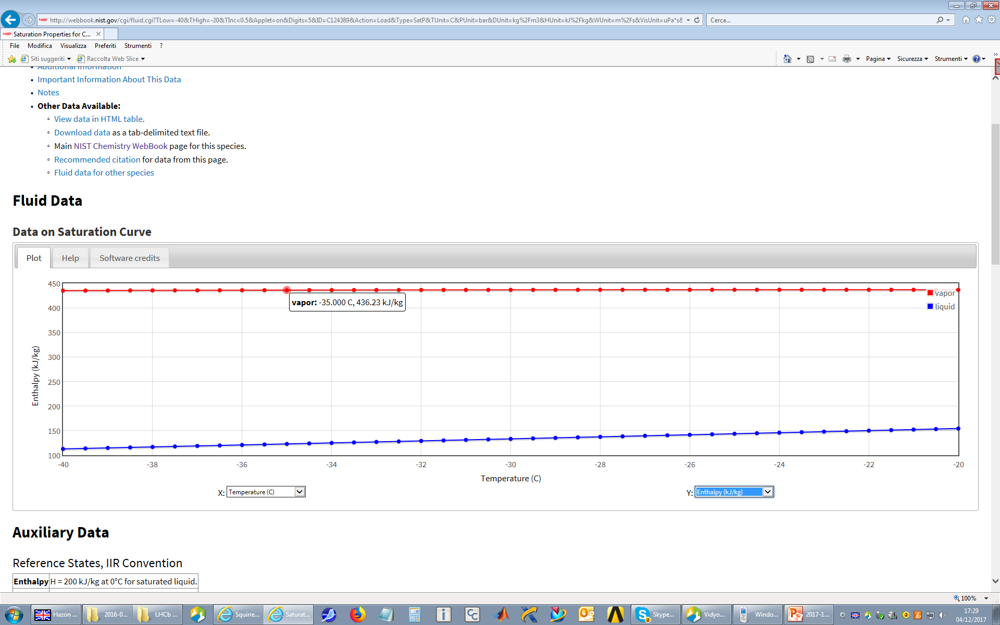 http://webbook.nist.gov/cgi/fluid.cgi?TLow=-40&THigh=-20&TInc=0.5&Applet=on&Digits=5&ID=C124389&Action=Load&Type=SatP&TUnit=C&PUnit=bar&DUnit=kg%2Fm3&HUnit=kJ%2Fkg&WUnit=m%2Fs&VisUnit=uPa*s&
Cerca...
NIST Saturation Properties for C...
File Modifica Visualizza Preferiti Strumenti ?
Siti suggeriti Raccolta Web Slice
Pagina Sicurezza Strumenti
Additional Information
Important Information About This Data
Notes
Other Data Available:
View data in HTML table.
Download data as a tab-delimited text file.
Main NIST Chemistry WebBook page for this species.
Recommended citation for data from this page.
Fluid data for other species
Fluid Data
Data on Saturation Curve
Plot Help Software credits
450
400
350
300
250
200
150
100
Enthalpy (kJ/kg)
vapor: -35.000 C, 436.23 kJ/kg
vapor
liquid
-40 -38 -36 -34 -32 -30 -28 -26 -24 -22 -20
Temperature (C)
X: Temperature (C)
Y: Enthalpy (kJ/kg)
Auxiliary Data
Reference States, IIR Convention
Enthalpy H = 200 kJ/kg at 0°C for saturated liquid.
100%
Hazon ... 2016-0... LHCb ... Squirre... Saturat... Skype... Vidyo... Windo... 2017-1...
17:29
04/12/2017